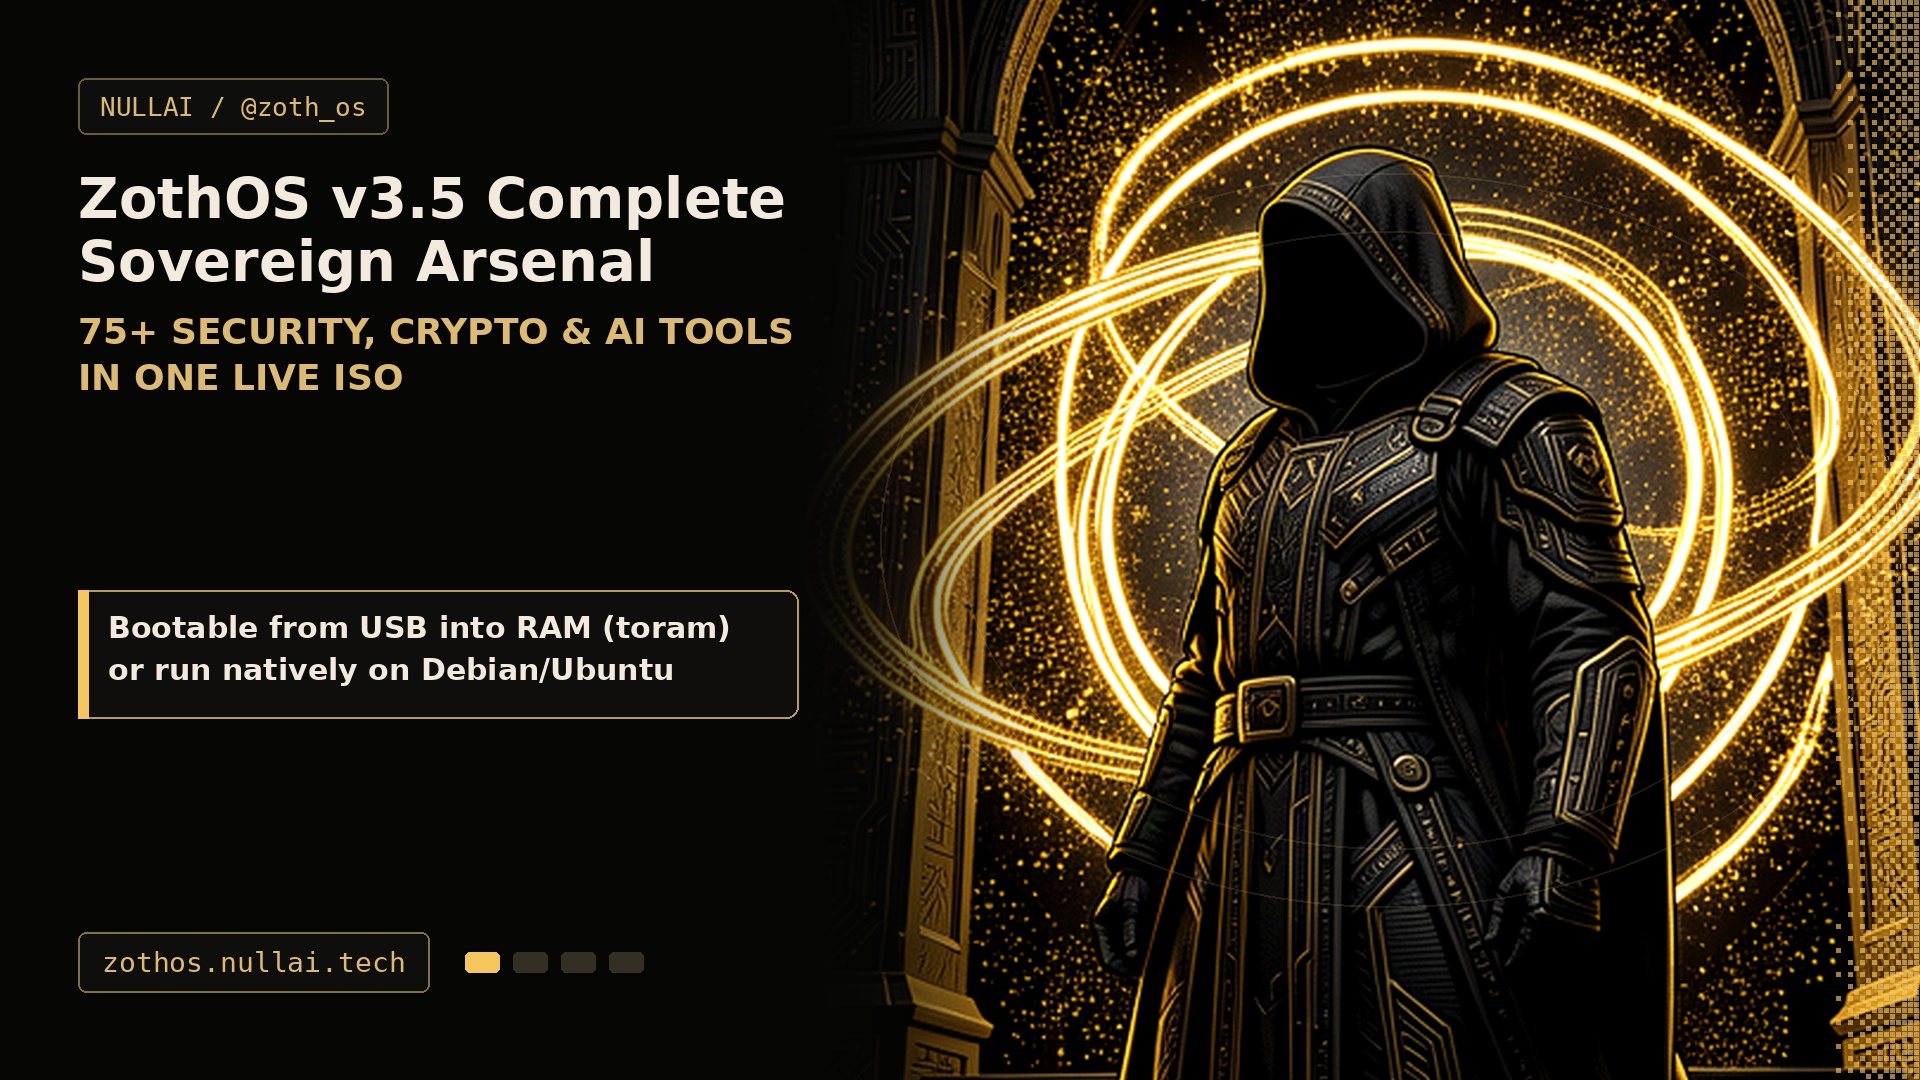 NULLAI / @zoth_os
ZothOS v3.5 Complete
Sovereign Arsenal
75+ SECURITY, CRYPTO & AI TOOLS
IN ONE LIVE ISO
Bootable from USB into RAM (toram)
or run natively on Debian/Ubuntu
zothos.nullai.tech